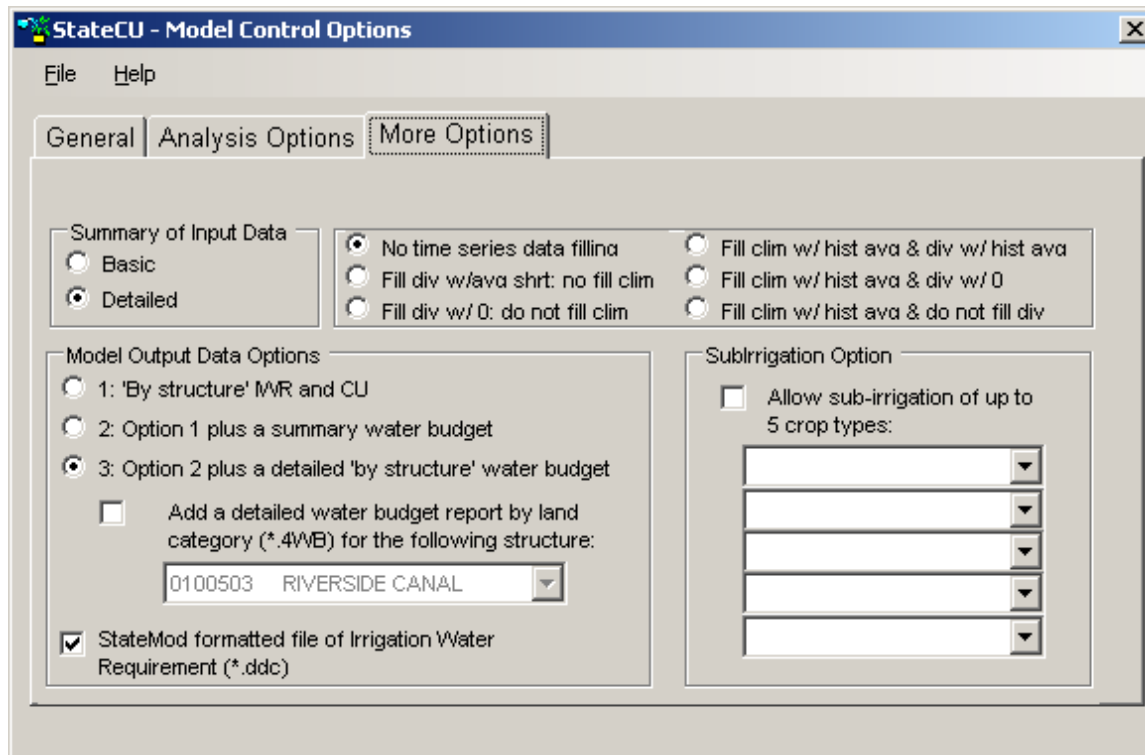 StateCU - Model Control Options
File Help
General Analysis Options More Options
Summary of Input Data
Basic
Detailed
No time series data filling
Fill div w/avg shrt: no fill clim
Fill div w/ 0: do not fill clim
Fill clim w/ hist avg & div w/ hist avg
Fill clim w/ hist avg & div w/ 0
Fill clim w/ hist avg & do not fill div
Model Output Data Options
1: 'By structure' IWR and CU
2: Option 1 plus a summary water budget
3: Option 2 plus a detailed 'by structure' water budget
Add a detailed water budget report by land
category (*.4WB) for the following structure:
0100503 RIVERSIDE CANAL
StateMod formatted file of Irrigation Water
Requirement (*.ddc)
SubIrrigation Option
Allow sub-irrigation of up to
5 crop types: